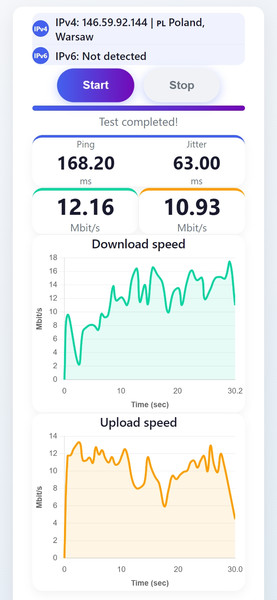 IPv4 IPv4: 146.59.92.144 | PL Poland,
Warsaw
IPv6 IPv6: Not detected
Start Stop
Test completed!
Ping Jitter
168.20 63.00
ms ms
12.16 10.93
Mbit/s Mbit/s
Download speed
18
16
14
12
10
8
6
4
2
0
Mbit/s
0 10 20 30.2
Time (sec)
Upload speed
14
12
10
8
6
4
2
0
Mbit/s
0 10 20 30.0
Time (sec)